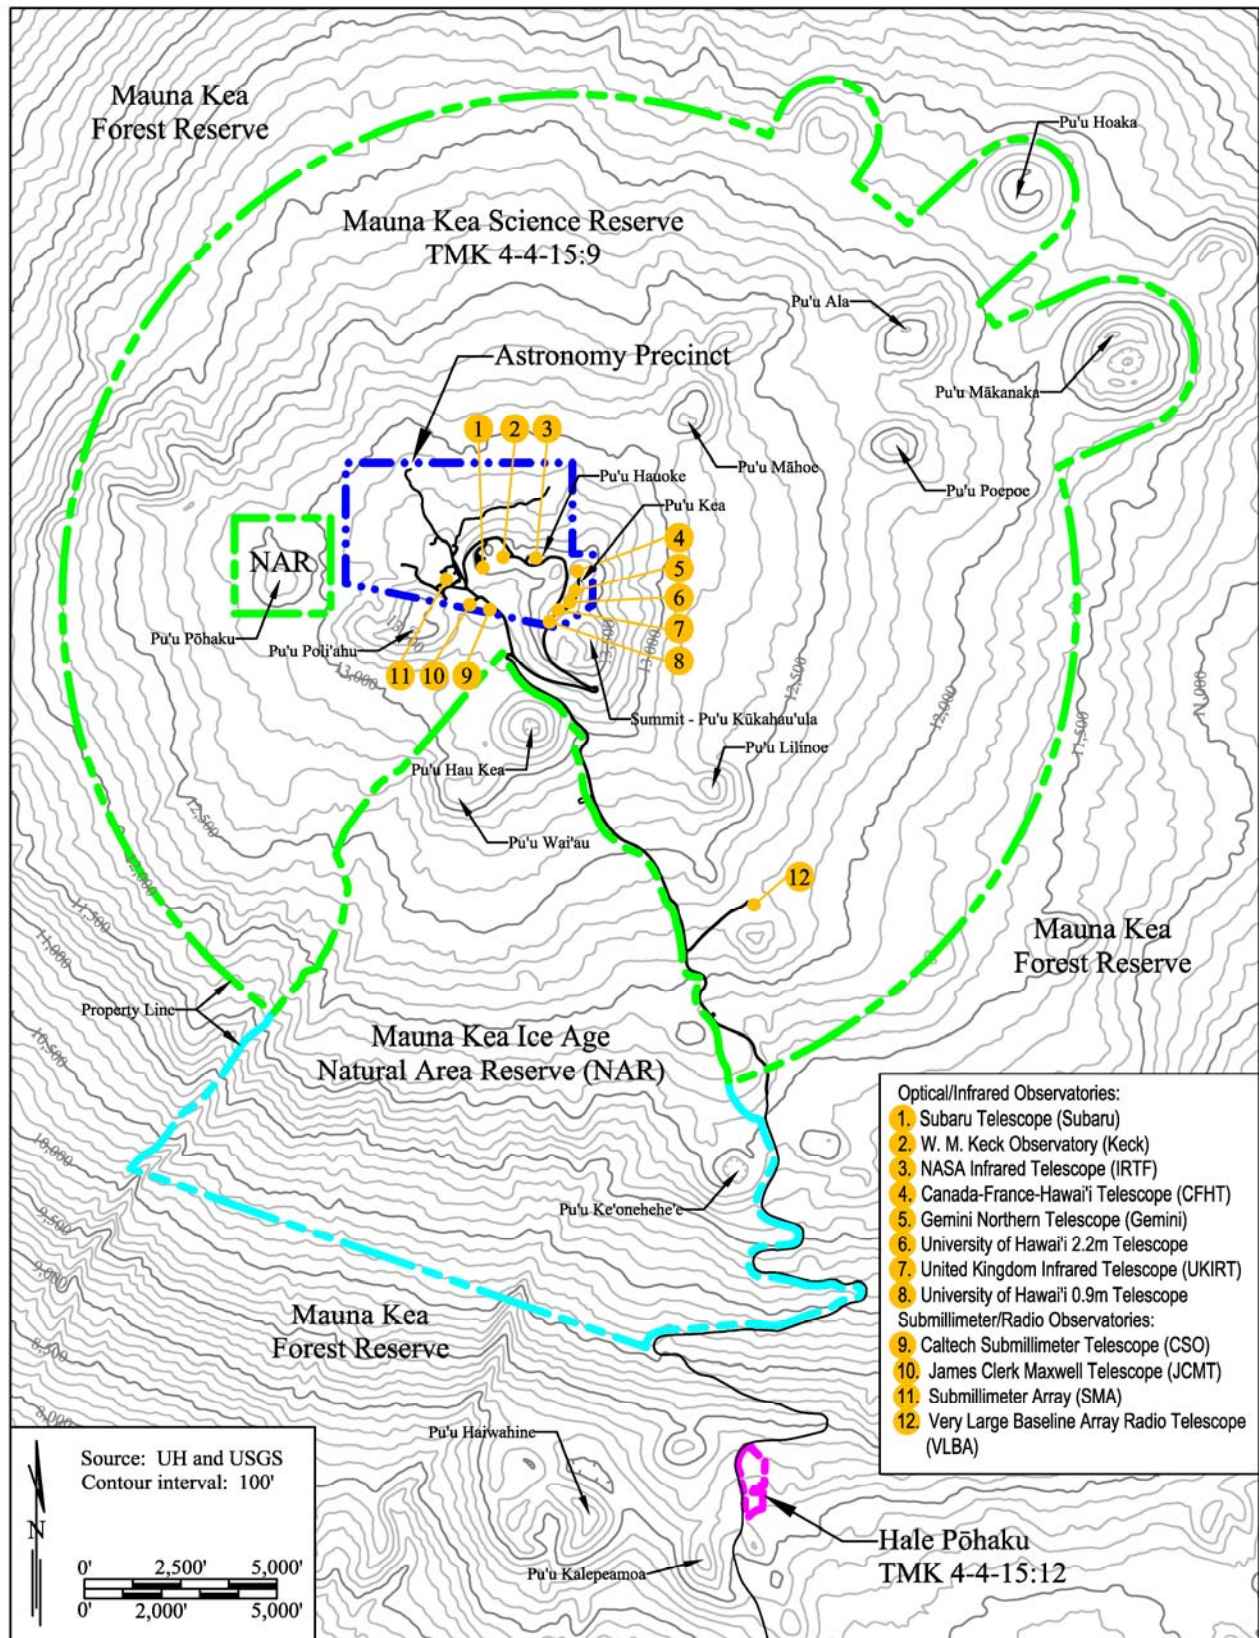 Mauna Kea
Forest Reserve
Pu'u Hoaka
Mauna Kea Science Reserve
TMK 4-4-15:9
Pu'u Ala
Astronomy Precinct
Pu'u Mākanaka
1
2
3
Pu'u Māhoe
Pu'u Hauoke
Pu'u Poepoe
Pu'u Kea
4
NAR
5
6
Pu'u Pōhaku
7
Pu'u Poli'ahu
13,000
13,500
13,000
8
11
10
9
13,000
12,500
12,000
11,500
Summit - Pu'u Kūkahau'ula
Pu'u Lilinoe
Pu'u Hau Kea
12,500
Pu'u Wai'au
12,000
12
11,500
11,000
Mauna Kea
Forest Reserve
Property Line
10,500
Mauna Kea Ice Age
Natural Area Reserve (NAR)
10,000
Pu'u Ke'onehehe'e
9,500
9,000
Mauna Kea
Forest Reserve
8,500
8,000
Optical/Infrared Observatories:
1. Subaru Telescope (Subaru)
2. W. M. Keck Observatory (Keck)
3. NASA Infrared Telescope (IRTF)
4. Canada-France-Hawai'i Telescope (CFHT)
5. Gemini Northern Telescope (Gemini)
6. University of Hawai'i 2.2m Telescope
7. United Kingdom Infrared Telescope (UKIRT)
8. University of Hawai'i 0.9m Telescope
Submillimeter/Radio Observatories:
9. Caltech Submillimeter Telescope (CSO)
10. James Clerk Maxwell Telescope (JCMT)
11. Submillimeter Array (SMA)
12. Very Large Baseline Array Radio Telescope
(VLBA)
Pu'u Haiwahine
Source: UH and USGS
Contour interval: 100'
N
0' 2,500' 5,000'
0' 2,000' 5,000'
Hale Pōhaku
TMK 4-4-15:12
Pu'u Kalepeamoa